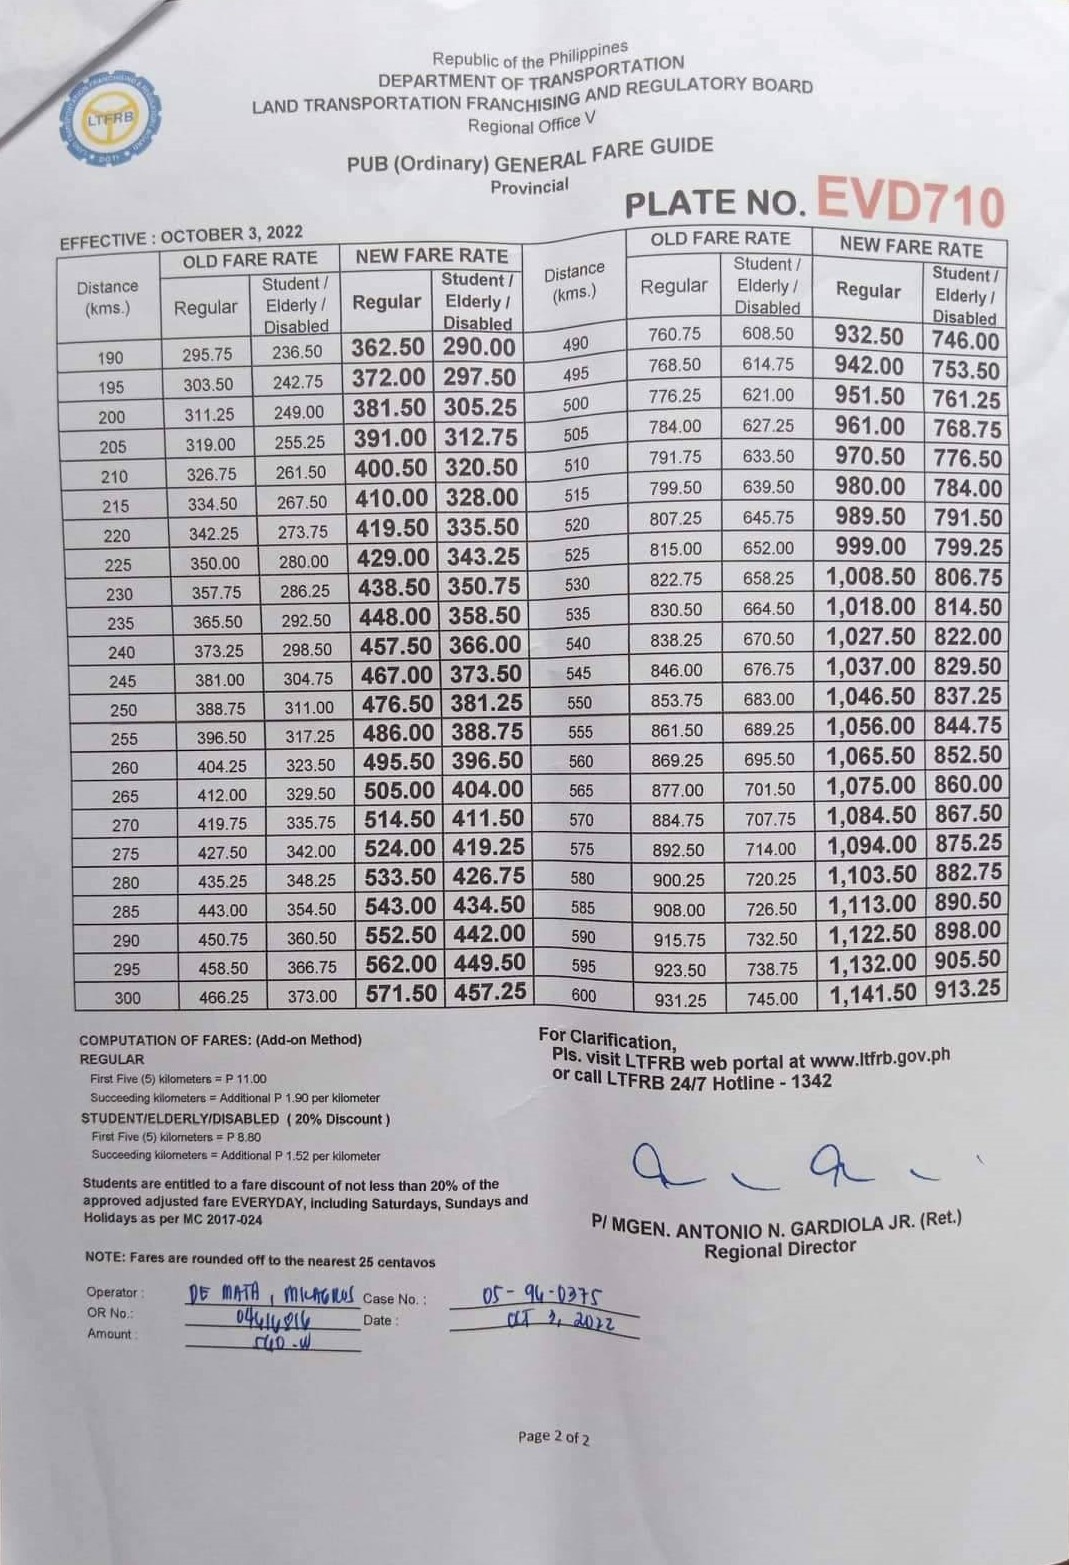 Republic of the Philippines
DEPARTMENT OF TRANSPORTATION
LAND TRANSPORTATION FRANCHISING AND REGULATORY BOARD
Regional Office V
LTFRB
PUB (Ordinary) GENERAL FARE GUIDE
Provincial
PLATE NO. EVD710
EFFECTIVE : OCTOBER 3, 2022
OLD FARE RATE NEW FARE RATE OLD FARE RATE NEW FARE RATE
Distance (kms.) Regular Student / Elderly / Disabled Regular Student / Elderly / Disabled Distance (kms.) Regular Student / Elderly / Disabled Regular Student / Elderly / Disabled
190 295.75 236.50 362.50 290.00 490 760.75 608.50 932.50 746.00
195 303.50 242.75 372.00 297.50 495 768.50 614.75 942.00 753.50
200 311.25 249.00 381.50 305.25 500 776.25 621.00 951.50 761.25
205 319.00 255.25 391.00 312.75 505 784.00 627.25 961.00 768.75
210 326.75 261.50 400.50 320.50 510 791.75 633.50 970.50 776.50
215 334.50 267.50 410.00 328.00 515 799.50 639.50 980.00 784.00
220 342.25 273.75 419.50 335.50 520 807.25 645.75 989.50 791.50
225 350.00 280.00 429.00 343.25 525 815.00 652.00 999.00 799.25
230 357.75 286.25 438.50 350.75 530 822.75 658.25 1,008.50 806.75
235 365.50 292.50 448.00 358.50 535 830.50 664.50 1,018.00 814.50
240 373.25 298.50 457.50 366.00 540 838.25 670.50 1,027.50 822.00
245 381.00 304.75 467.00 373.50 545 846.00 676.75 1,037.00 829.50
250 388.75 311.00 476.50 381.25 550 853.75 683.00 1,046.50 837.25
255 396.50 317.25 486.00 388.75 555 861.50 689.25 1,056.00 844.75
260 404.25 323.50 495.50 396.50 560 869.25 695.50 1,065.50 852.50
265 412.00 329.50 505.00 404.00 565 877.00 701.50 1,075.00 860.00
270 419.75 335.75 514.50 411.50 570 884.75 707.75 1,084.50 867.50
275 427.50 342.00 524.00 419.25 575 892.50 714.00 1,094.00 875.25
280 435.25 348.25 533.50 426.75 580 900.25 720.25 1,103.50 882.75
285 443.00 354.50 543.00 434.50 585 908.00 726.50 1,113.00 890.50
290 450.75 360.50 552.50 442.00 590 915.75 732.50 1,122.50 898.00
295 458.50 366.75 562.00 449.50 595 923.50 738.75 1,132.00 905.50
300 466.25 373.00 571.50 457.25 600 931.25 745.00 1,141.50 913.25
COMPUTATION OF FARES: (Add-on Method)
REGULAR
First Five (5) kilometers = P 11.00
Succeeding kilometers = Additional P 1.90 per kilometer
STUDENT/ELDERLY/DISABLED ( 20% Discount )
First Five (5) kilometers = P 8.80
Succeeding kilometers = Additional P 1.52 per kilometer
Students are entitled to a fare discount of not less than 20% of the
approved adjusted fare EVERYDAY, including Saturdays, Sundays and
Holidays as per MC 2017-024
NOTE: Fares are rounded off to the nearest 25 centavos
For Clarification,
Pls. visit LTFRB web portal at www.ltfrb.gov.ph
or call LTFRB 24/7 Hotline - 1342
P/ MGEN. ANTONIO N. GARDIOLA JR. (Ret.)
Regional Director
Operator : DE MATA, MILAGROS Case No. : 05-94-0375
OR No.: Date : OCT 3, 2022
Amount :
Page 2 of 2